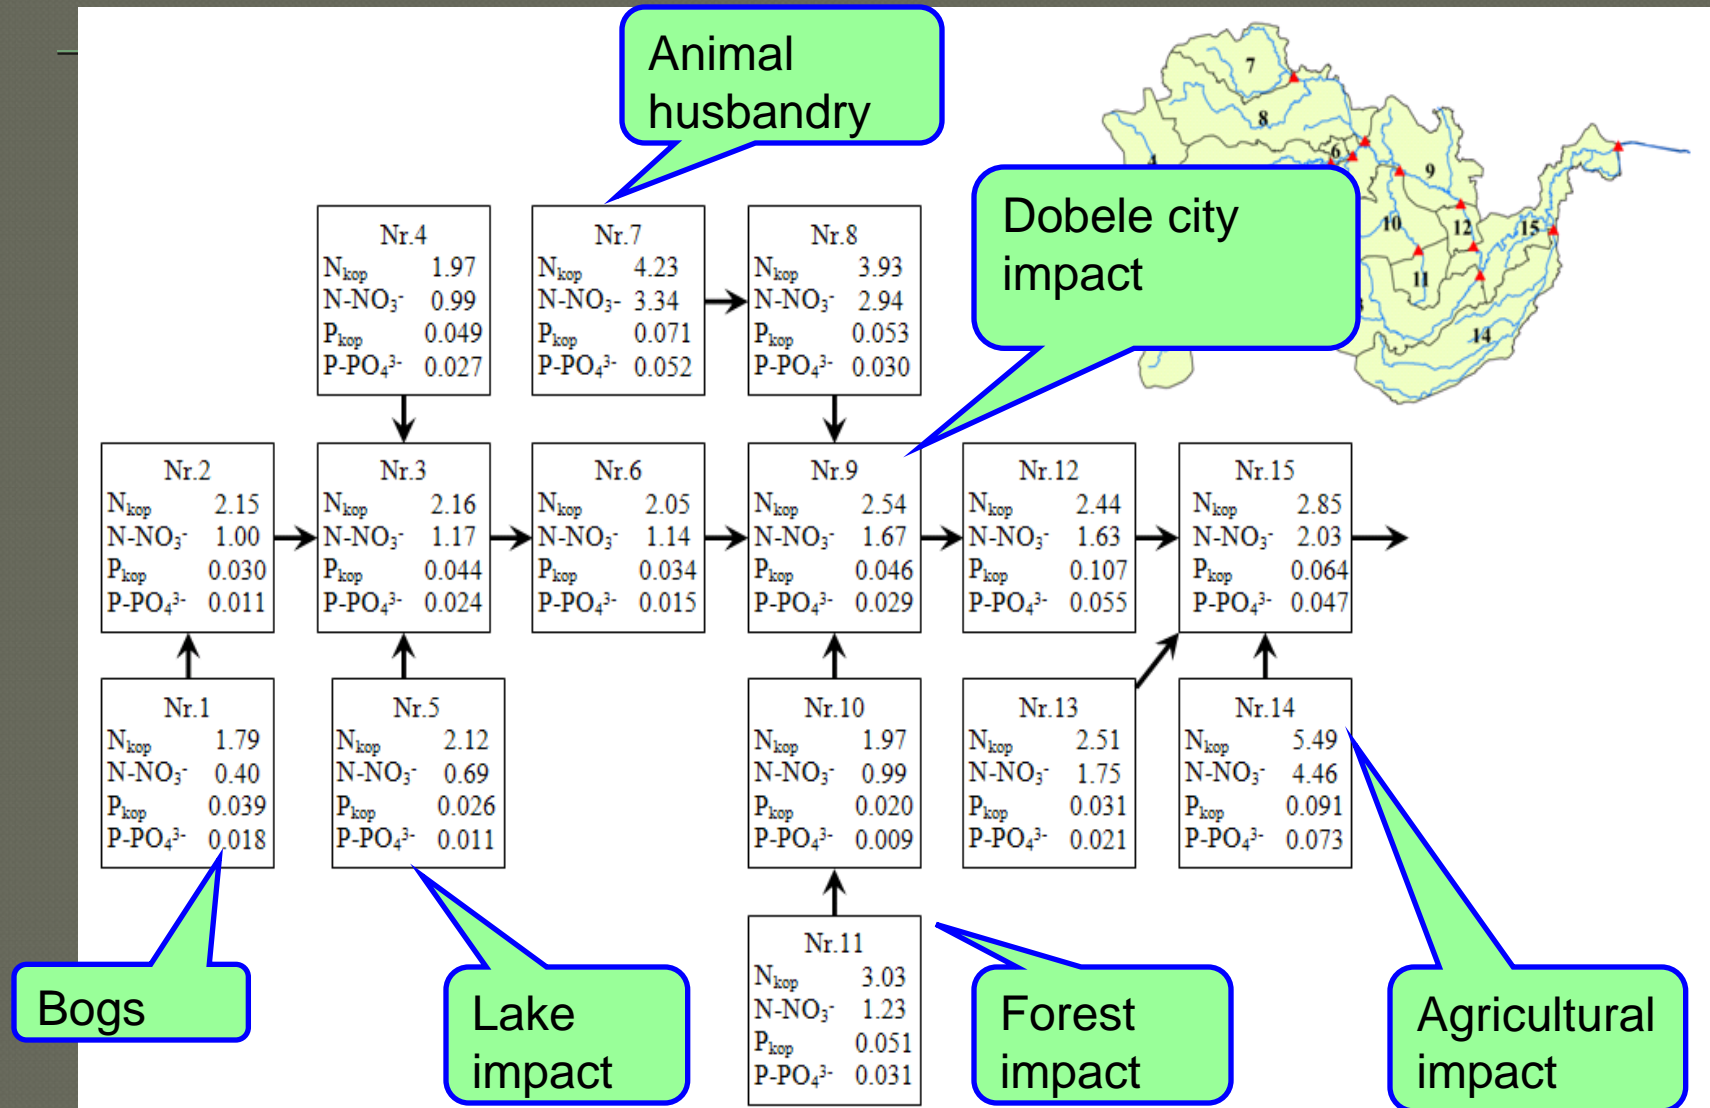 Animal
husbandry
7
8
4
6
9
10
12
15
11
14
Dobele city
impact
Nr.4
Nkop 1.97
N-NO₃- 0.99
Pkop 0.049
P-PO₄³- 0.027
Nr.7
Nkop 4.23
N-NO₃- 3.34
Pkop 0.071
P-PO₄³- 0.052
Nr.8
Nkop 3.93
N-NO₃- 2.94
Pkop 0.053
P-PO₄³- 0.030
Nr.2
Nkop 2.15
N-NO₃- 1.00
Pkop 0.030
P-PO₄³- 0.011
Nr.3
Nkop 2.16
N-NO₃- 1.17
Pkop 0.044
P-PO₄³- 0.024
Nr.6
Nkop 2.05
N-NO₃- 1.14
Pkop 0.034
P-PO₄³- 0.015
Nr.9
Nkop 2.54
N-NO₃- 1.67
Pkop 0.046
P-PO₄³- 0.029
Nr.12
Nkop 2.44
N-NO₃- 1.63
Pkop 0.107
P-PO₄³- 0.055
Nr.15
Nkop 2.85
N-NO₃- 2.03
Pkop 0.064
P-PO₄³- 0.047
Nr.1
Nkop 1.79
N-NO₃- 0.40
Pkop 0.039
P-PO₄³- 0.018
Nr.5
Nkop 2.12
N-NO₃- 0.69
Pkop 0.026
P-PO₄³- 0.011
Nr.10
Nkop 1.97
N-NO₃- 0.99
Pkop 0.020
P-PO₄³- 0.009
Nr.13
Nkop 2.51
N-NO₃- 1.75
Pkop 0.031
P-PO₄³- 0.021
Nr.14
Nkop 5.49
N-NO₃- 4.46
Pkop 0.091
P-PO₄³- 0.073
Nr.11
Nkop 3.03
N-NO₃- 1.23
Pkop 0.051
P-PO₄³- 0.031
Bogs
Lake
impact
Forest
impact
Agricultural
impact